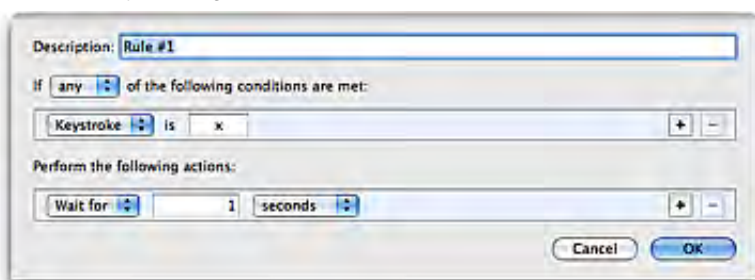 Description: Rule #1
If any of the following conditions are met:
Keystroke is x + -
Perform the following actions:
Wait for 1 seconds + -
Cancel OK